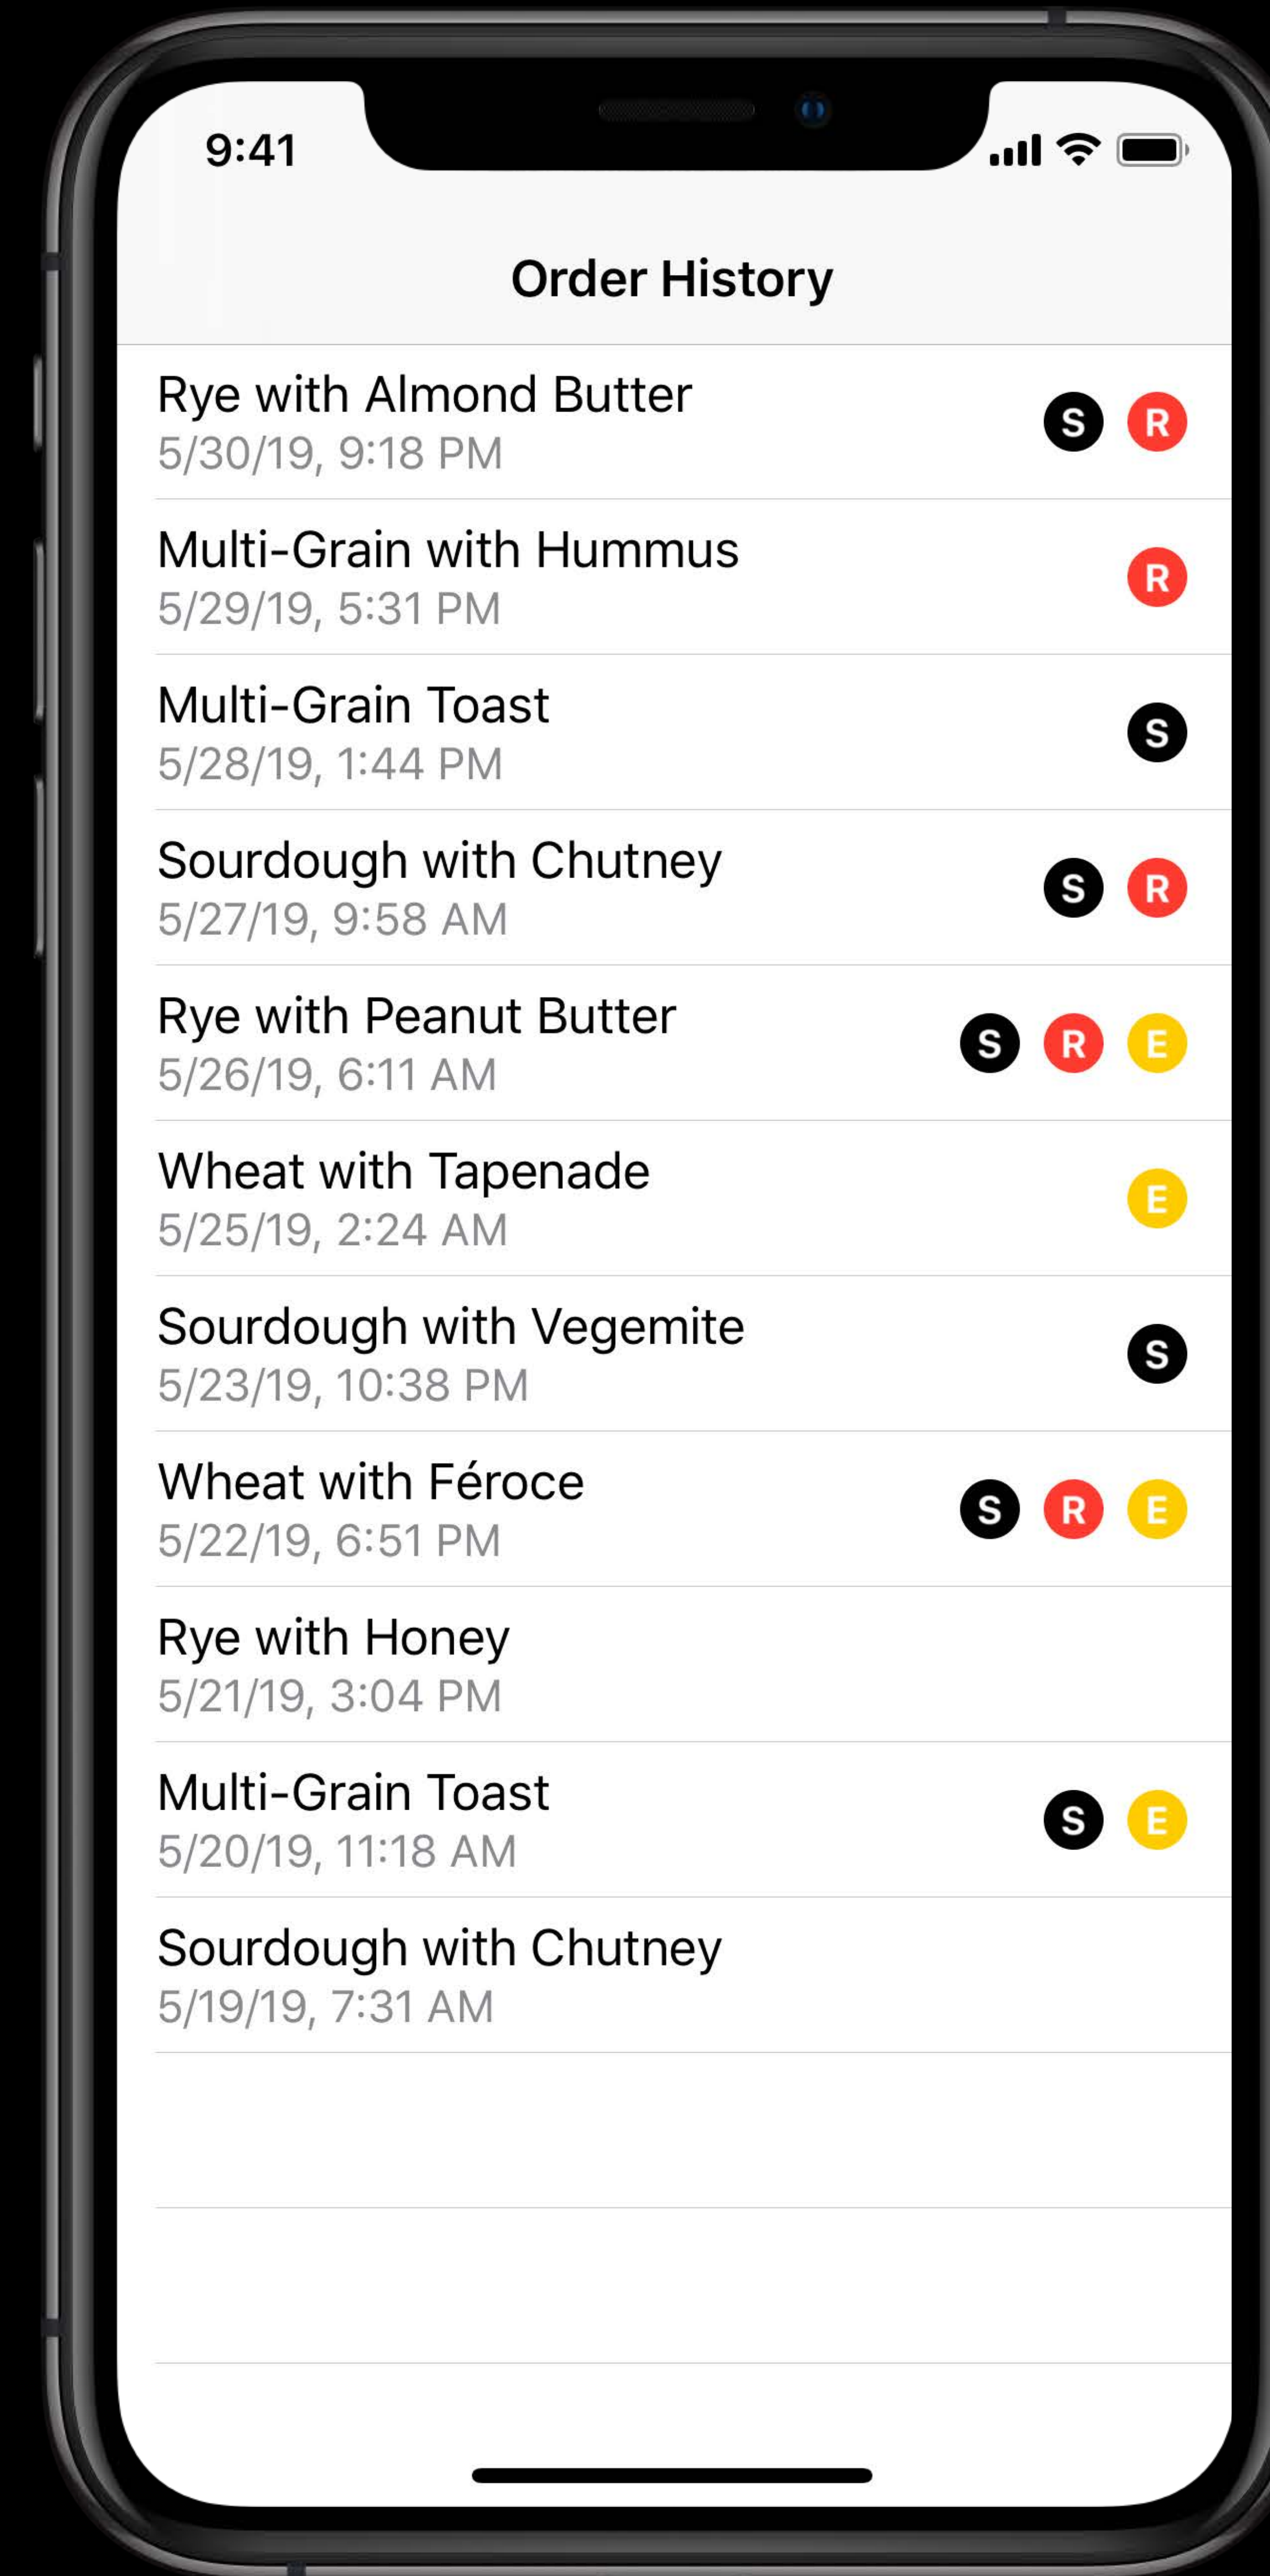 9:41
Order History
Rye with Almond Butter
5/30/19, 9:18 PM
S R
Multi-Grain with Hummus
5/29/19, 5:31 PM
R
Multi-Grain Toast
5/28/19, 1:44 PM
S
Sourdough with Chutney
5/27/19, 9:58 AM
S R
Rye with Peanut Butter
5/26/19, 6:11 AM
S R E
Wheat with Tapenade
5/25/19, 2:24 AM
E
Sourdough with Vegemite
5/23/19, 10:38 PM
S
Wheat with Féroce
5/22/19, 6:51 PM
S R E
Rye with Honey
5/21/19, 3:04 PM
Multi-Grain Toast
5/20/19, 11:18 AM
S E
Sourdough with Chutney
5/19/19, 7:31 AM